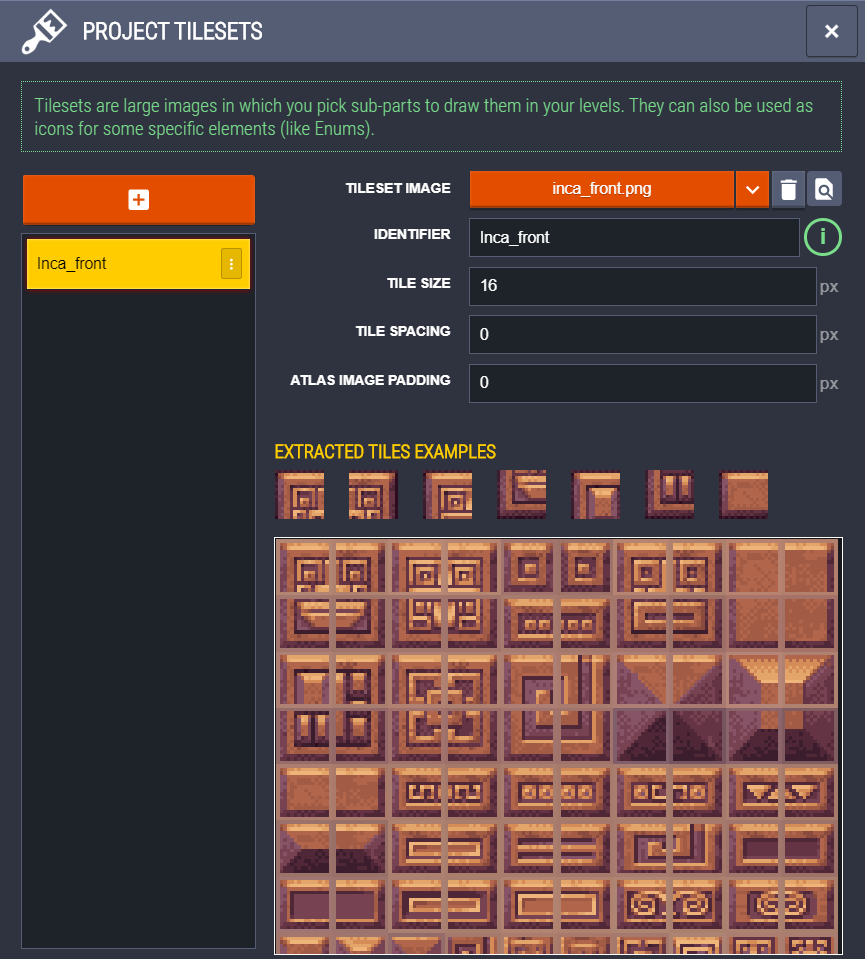 PROJECT TILESETS
Tilesets are large images in which you pick sub-parts to draw them in your levels. They can also be used as
icons for some specific elements (like Enums).
Inca_front
TILESET IMAGE
inca_front.png
IDENTIFIER
Inca_front
TILE SIZE
16
px
TILE SPACING
0
px
ATLAS IMAGE PADDING
0
px
EXTRACTED TILES EXAMPLES